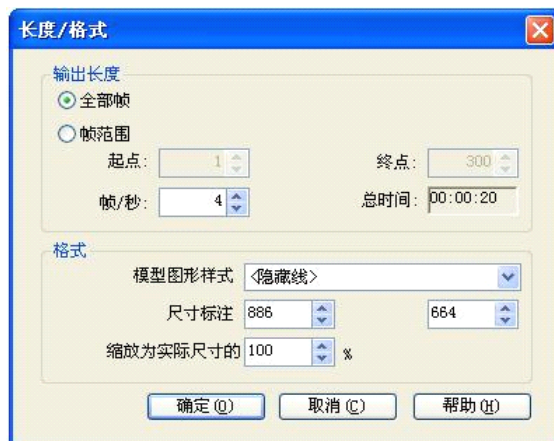 长度/格式
输出长度
全部帧
帧范围
起点: 1 终点: 300
帧/秒: 4 总时间: 00:00:20
格式
模型图形样式 <隐藏线>
尺寸标注 886 664
缩放为实际尺寸的 100 %
确定(O) 取消(C) 帮助(H)